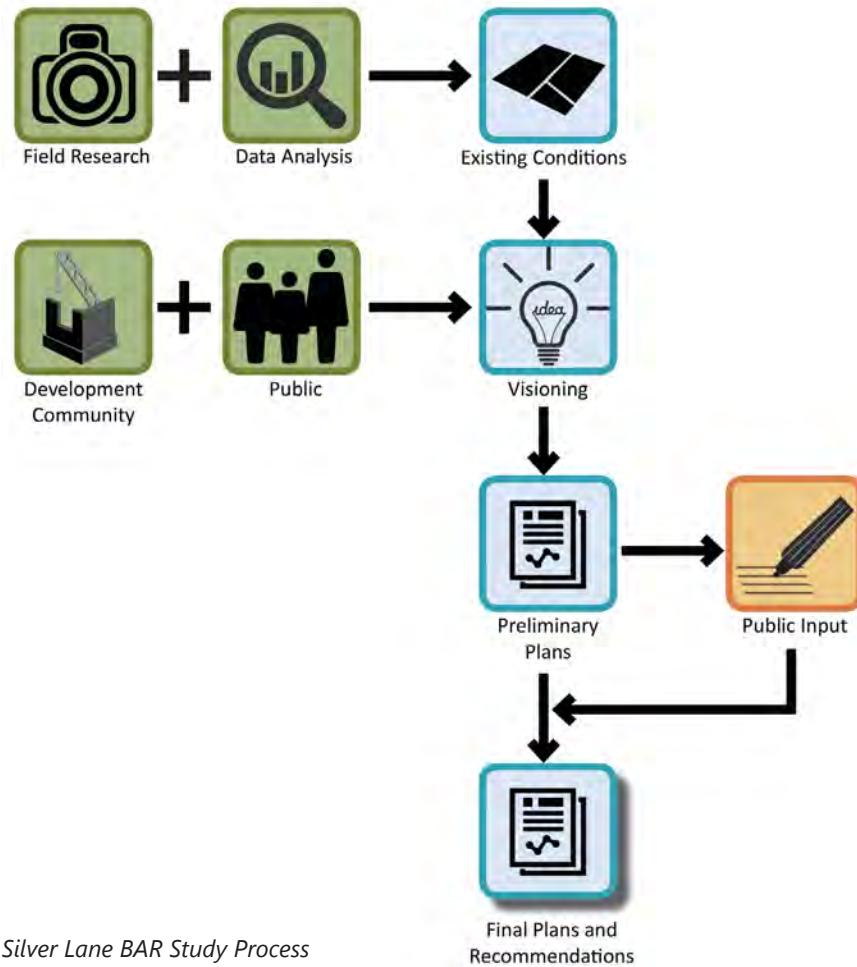 Field Research
Data Analysis
Existing Conditions
idea
Development
Community
Public
Visioning
Preliminary
Plans
Public Input
Final Plans and
Recommendations
Silver Lane BAR Study Process